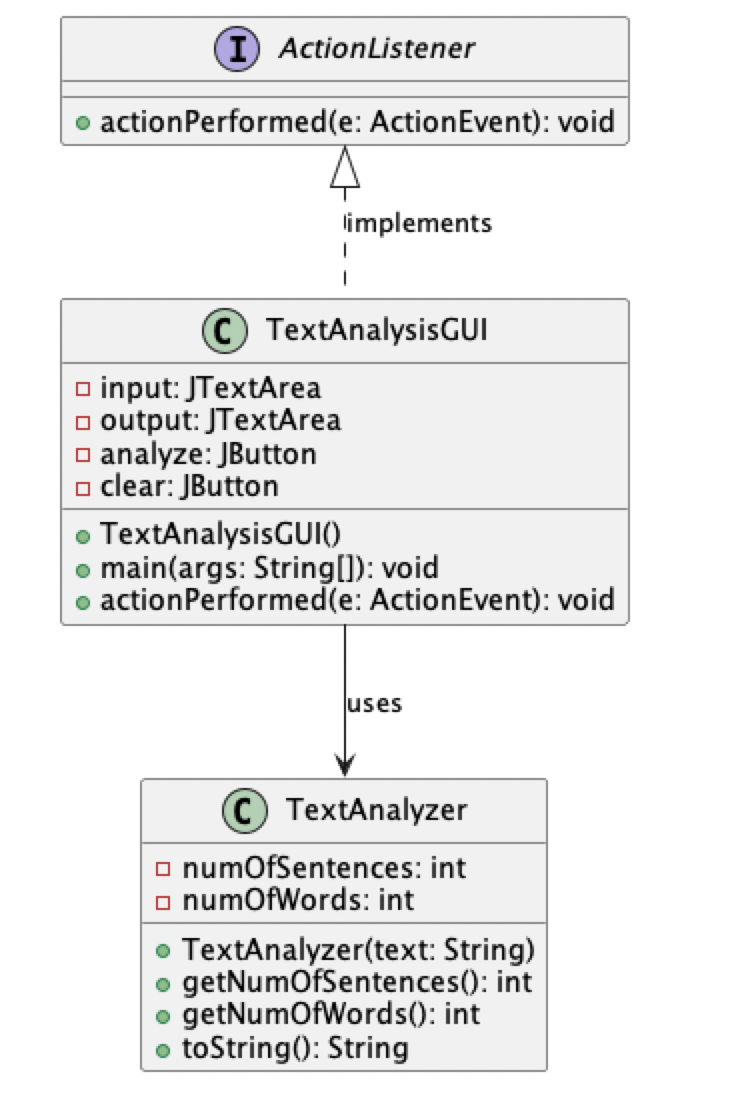 I ActionListener
actionPerformed(e: ActionEvent): void
implements
C TextAnalysisGUI
input: JTextArea
output: JTextArea
analyze: JButton
clear: JButton
TextAnalysisGUI()
main(args: String[]): void
actionPerformed(e: ActionEvent): void
uses
C TextAnalyzer
numOfSentences: int
numOfWords: int
TextAnalyzer(text: String)
getNumOfSentences(): int
getNumOfWords(): int
toString(): String